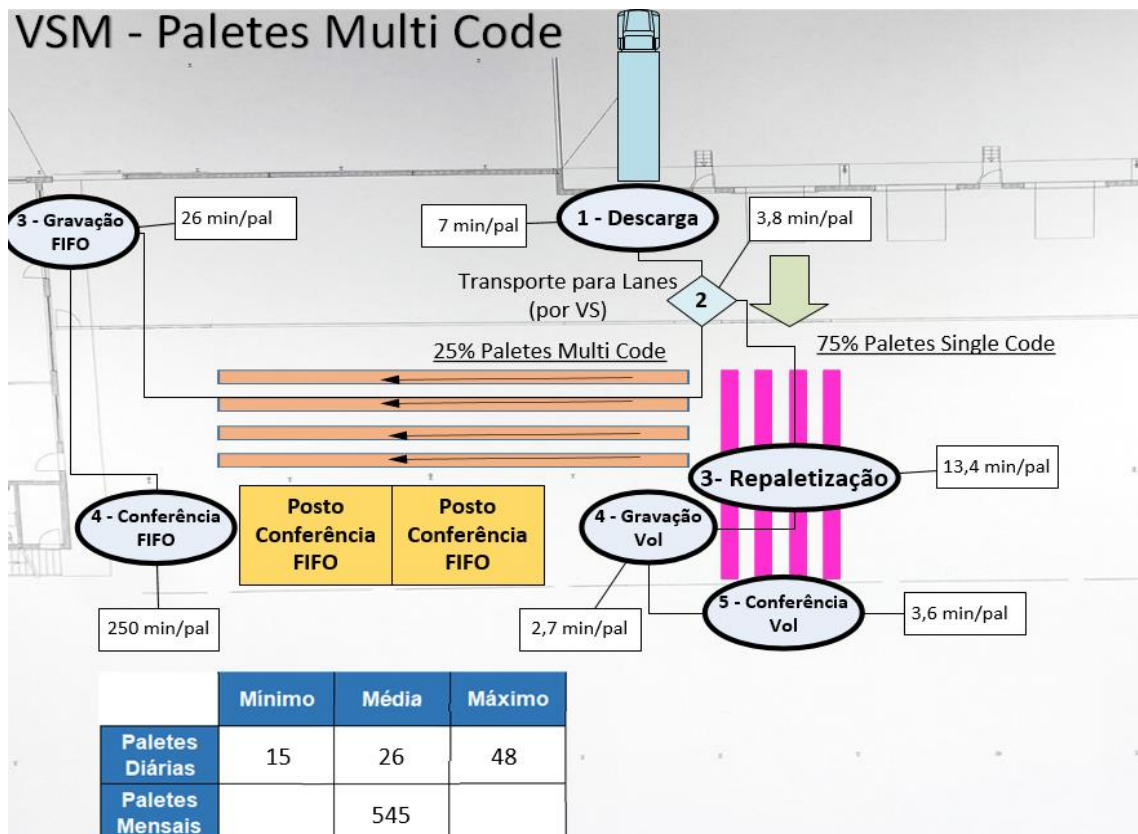 VSM - Paletes Multi Code
3 - Gravação
FIFO
26 min/pal
7 min/pal
1 - Descarga
3,8 min/pal
Transporte para Lanes
(por VS)
2
25% Paletes Multi Code
75% Paletes Single Code
3- Repaletização
13,4 min/pal
4 - Conferência
FIFO
Posto
Conferência
FIFO
Posto
Conferência
FIFO
4 - Gravação
Vol
5 - Conferência
Vol
250 min/pal
2,7 min/pal
3,6 min/pal
Mínimo Média Máximo
Paletes
Diárias
15 26 48
Paletes
Mensais
545